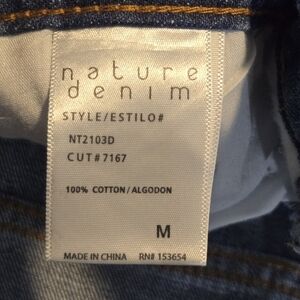 nature
denim
STYLE/ESTILO#
NT2103D
CUT#7167
100% COTTON/ALGODON
M
MADE IN CHINA RN# 153654